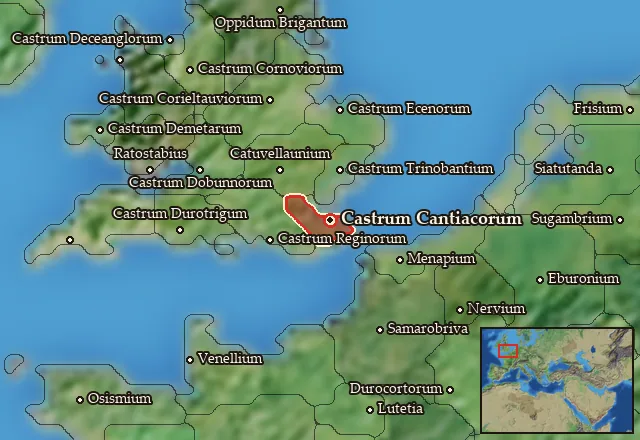 Oppidum Brigantum
Castrum Deceanglorum
Castrum Cornoviorum
Castrum Corieltauviorum
Castrum Ecenorum
Frisium
Castrum Demetarum
Ratostabius
Catuvellaunium
Castrum Trinobantium
Siatutanda
Castrum Dobunnorum
Castrum Durotrigum
Castrum Cantiacorum
Sugambrium
Castrum Reginorum
Menapium
Eburonium
Nervium
Samarobriva
Venellium
Durocortorum
Osismium
Lutetia